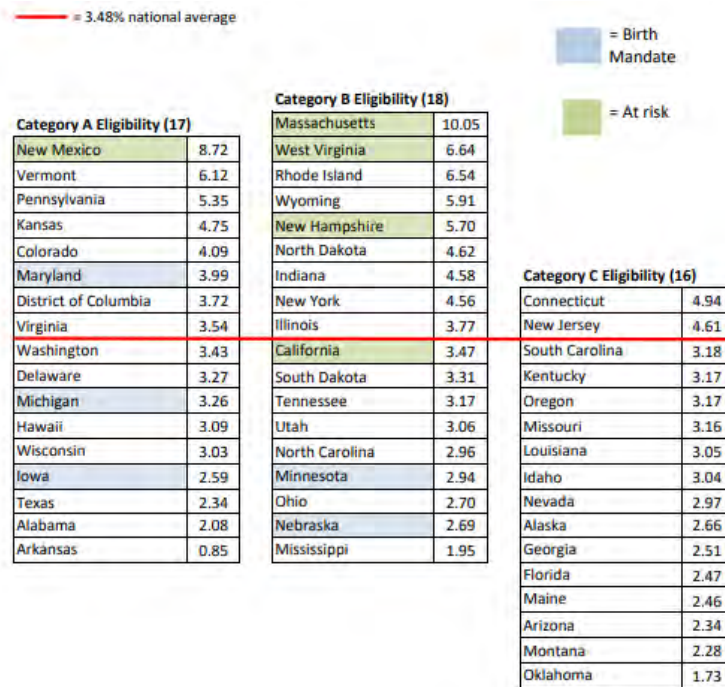 = 3.48% national average
= Birth
Mandate
= At risk
Category A Eligibility (17)
New Mexico 8.72
Vermont 6.12
Pennsylvania 5.35
Kansas 4.75
Colorado 4.09
Maryland 3.99
District of Columbia 3.72
Virginia 3.54
Washington 3.43
Delaware 3.27
Michigan 3.26
Hawaii 3.09
Wisconsin 3.03
Iowa 2.59
Texas 2.34
Alabama 2.08
Arkansas 0.85
Category B Eligibility (18)
Massachusetts 10.05
West Virginia 6.64
Rhode Island 6.54
Wyoming 5.91
New Hampshire 5.70
North Dakota 4.62
Indiana 4.58
New York 4.56
Illinois 3.77
California 3.47
South Dakota 3.31
Tennessee 3.17
Utah 3.06
North Carolina 2.96
Minnesota 2.94
Ohio 2.70
Nebraska 2.69
Mississippi 1.95
Category C Eligibility (16)
Connecticut 4.94
New Jersey 4.61
South Carolina 3.18
Kentucky 3.17
Oregon 3.17
Missouri 3.16
Louisiana 3.05
Idaho 3.04
Nevada 2.97
Alaska 2.66
Georgia 2.51
Florida 2.47
Maine 2.46
Arizona 2.34
Montana 2.28
Oklahoma 1.73